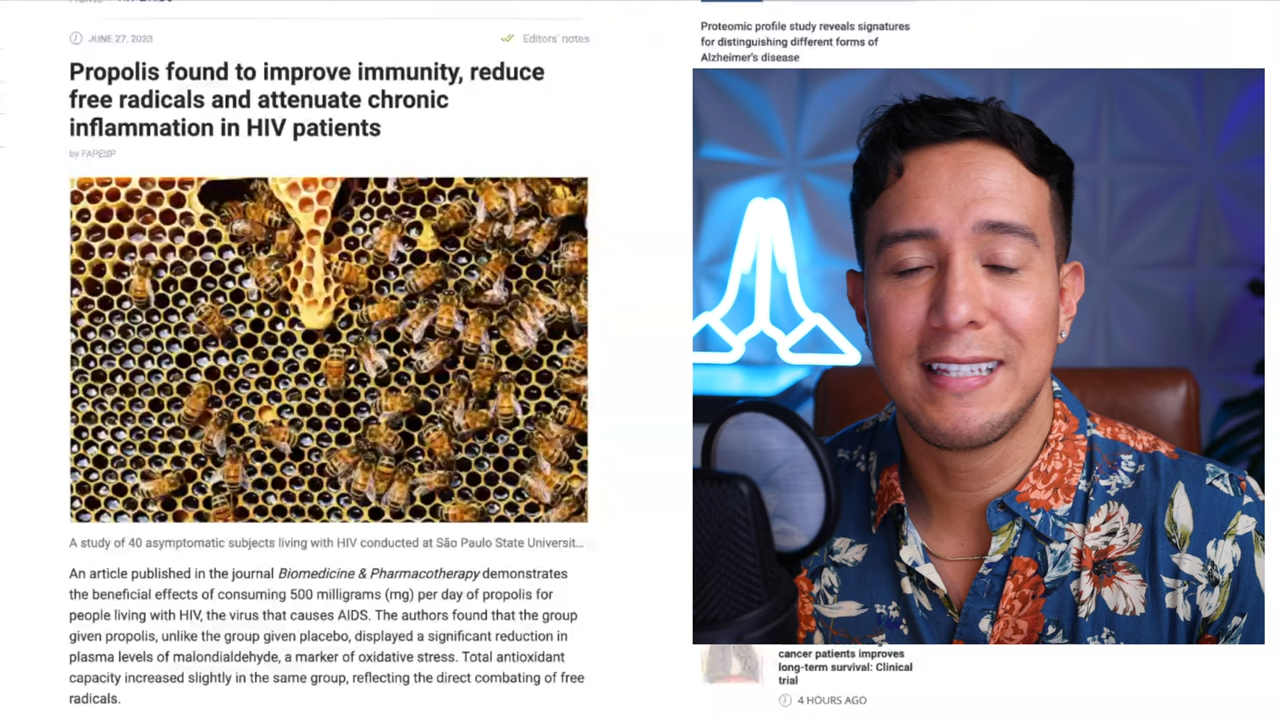 JUNE 27, 2023
Editors' notes
Propolis found to improve immunity, reduce
free radicals and attenuate chronic
inflammation in HIV patients
by FAPESP
A study of 40 asymptomatic subjects living with HIV conducted at São Paulo State Universit...
An article published in the journal Biomedicine & Pharmacotherapy demonstrates
the beneficial effects of consuming 500 milligrams (mg) per day of propolis for
people living with HIV, the virus that causes AIDS. The authors found that the group
given propolis, unlike the group given placebo, displayed a significant reduction in
plasma levels of malondialdehyde, a marker of oxidative stress. Total antioxidant
capacity increased slightly in the same group, reflecting the direct combating of free
radicals.
Proteomic profile study reveals signatures
for distinguishing different forms of
Alzheimer's disease
cancer patients improves
long-term survival: Clinical
trial
4 HOURS AGO